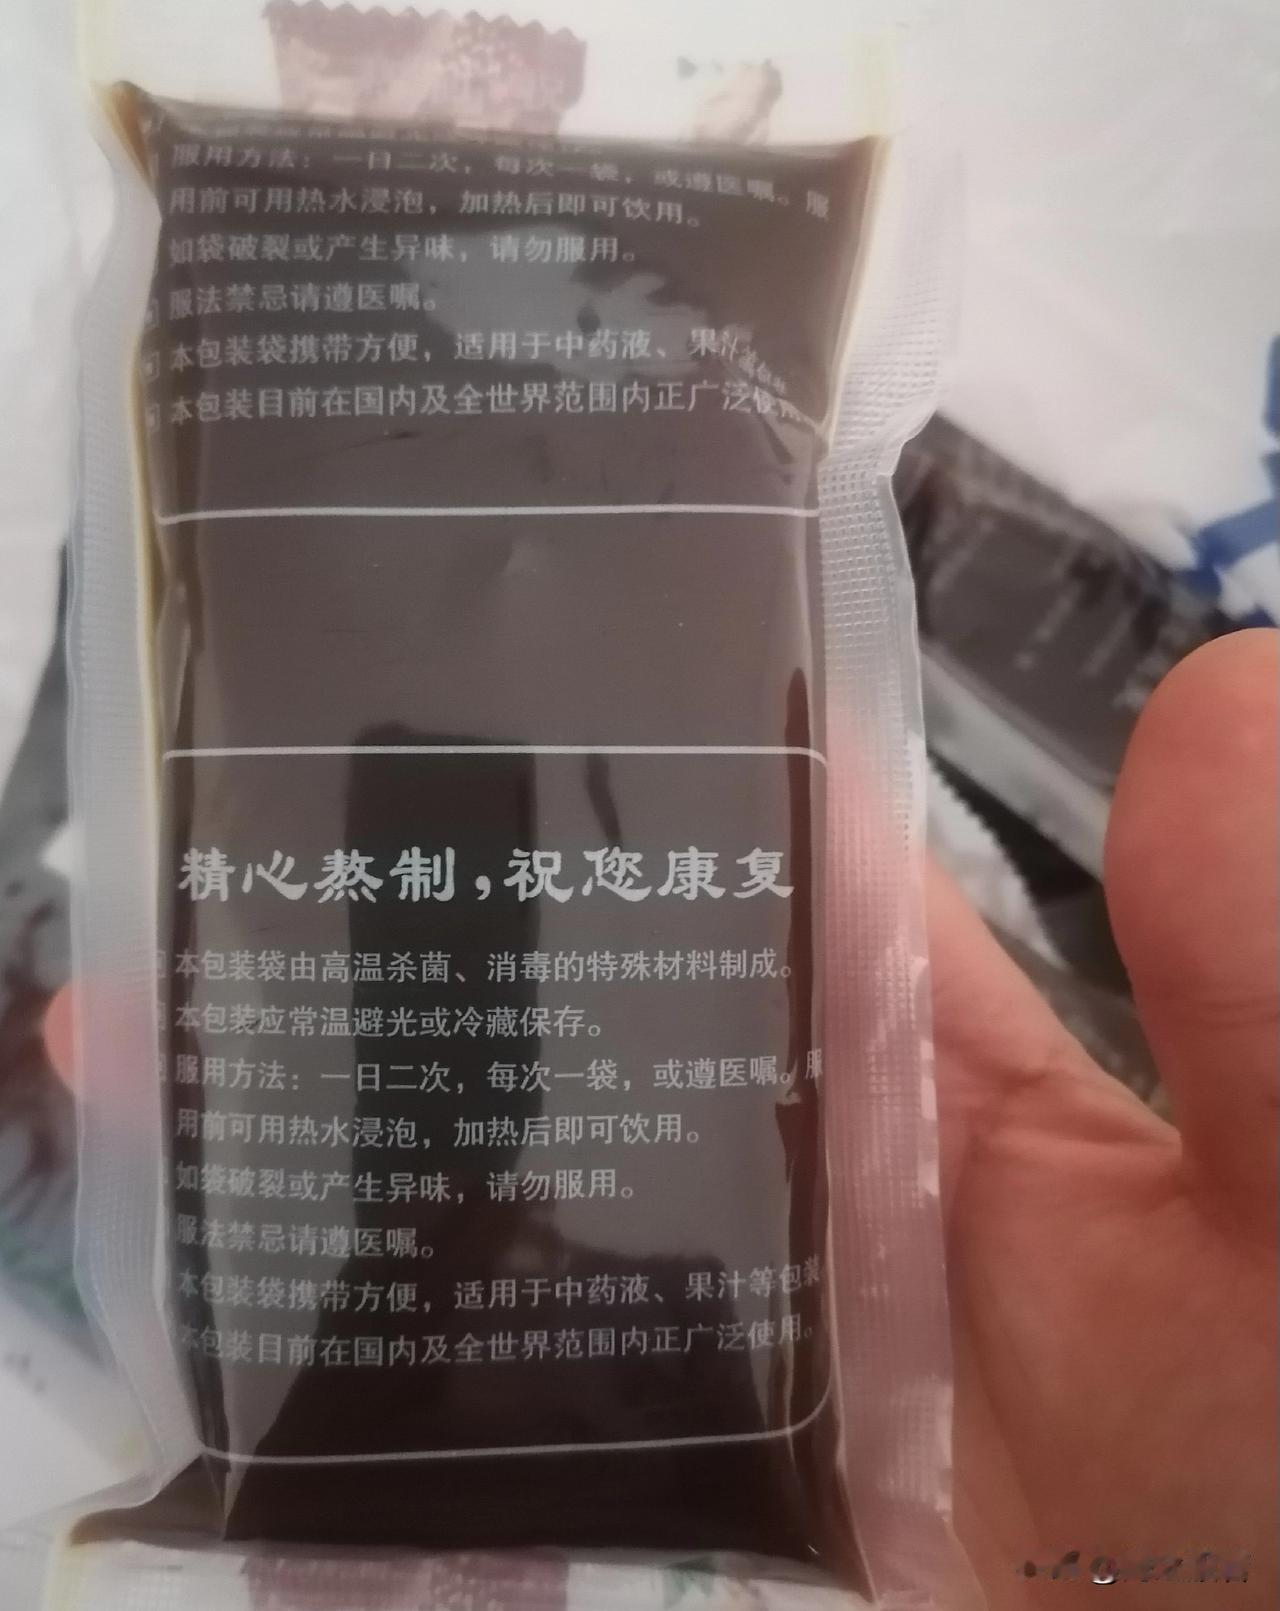 服用方法：一日二次，每次一袋，或遵医嘱。服
用前可用热水浸泡，加热后即可饮用。
如袋破裂或产生异味，请勿服用。
服法禁忌请遵医嘱。
本包装袋携带方便，适用于中药液、果汁等包装
本包装目前在国内及全世界范围内正广泛使用
精心熬制，祝您康复
本包装袋由高温杀菌、消毒的特殊材料制成。
本包装应常温避光或冷藏保存。
服用方法：一日二次，每次一袋，或遵医嘱。服
用前可用热水浸泡，加热后即可饮用。
如袋破裂或产生异味，请勿服用。
服法禁忌请遵医嘱。
本包装袋携带方便，适用于中药液、果汁等包装
本包装目前在国内及全世界范围内正广泛使用。